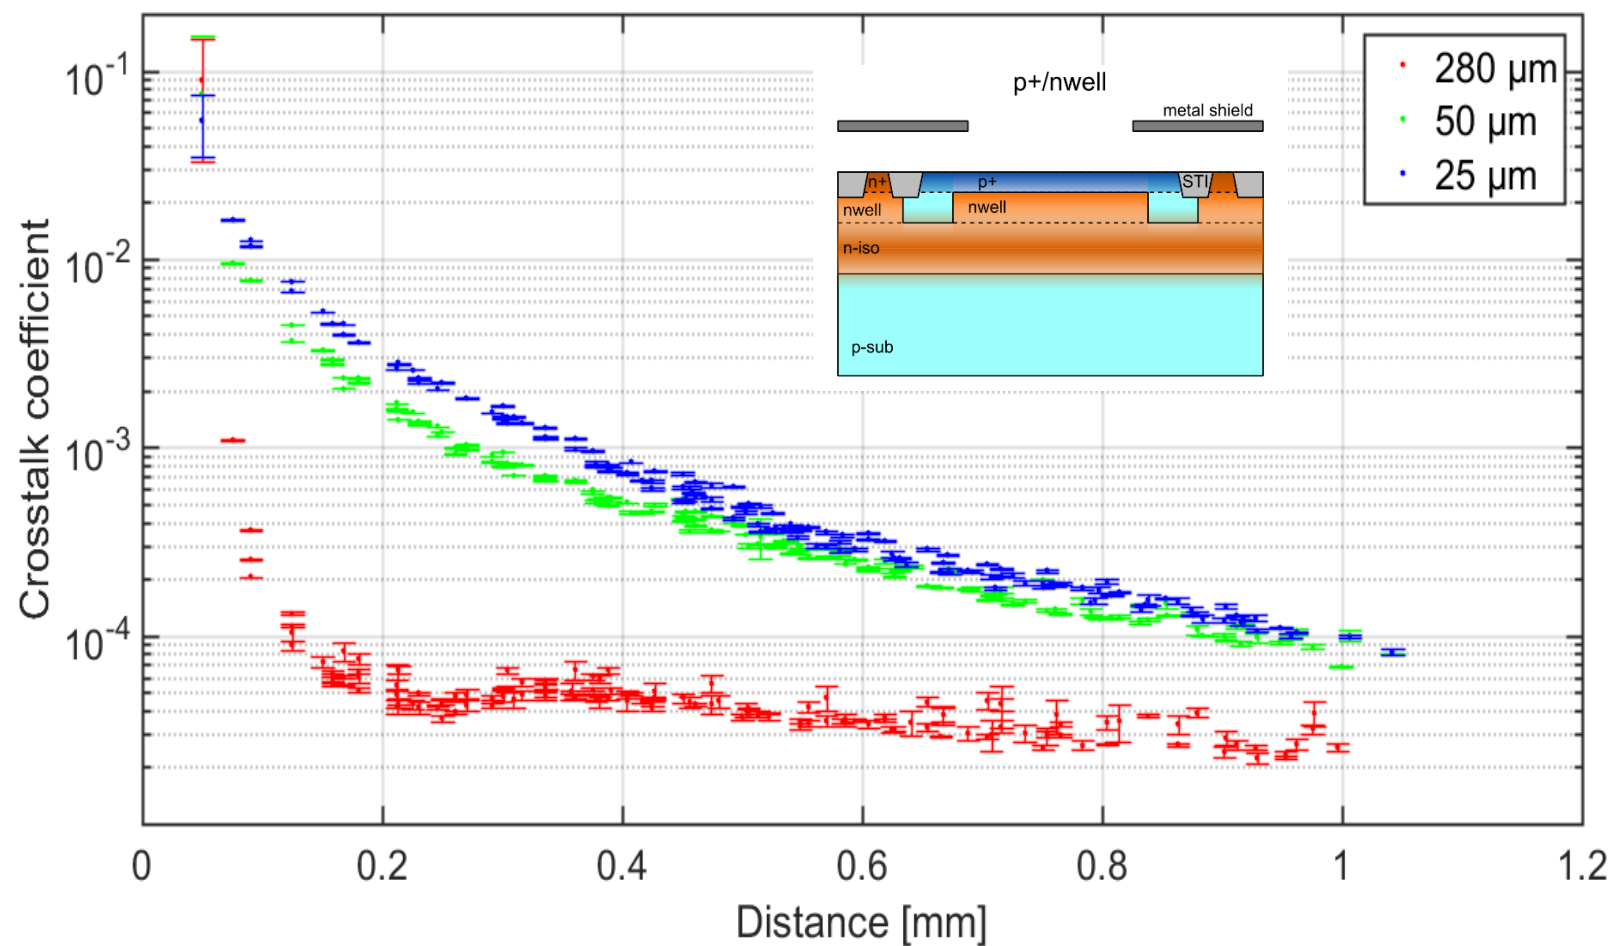 10^-1
10^-2
10^-3
10^-4
Crosstalk coefficient
0 0.2 0.4 0.6 0.8 1 1.2
Distance [mm]
280 µm
50 µm
25 µm
p+/nwell
metal shield
n+ p+ STI
nwell nwell
n-iso
p-sub